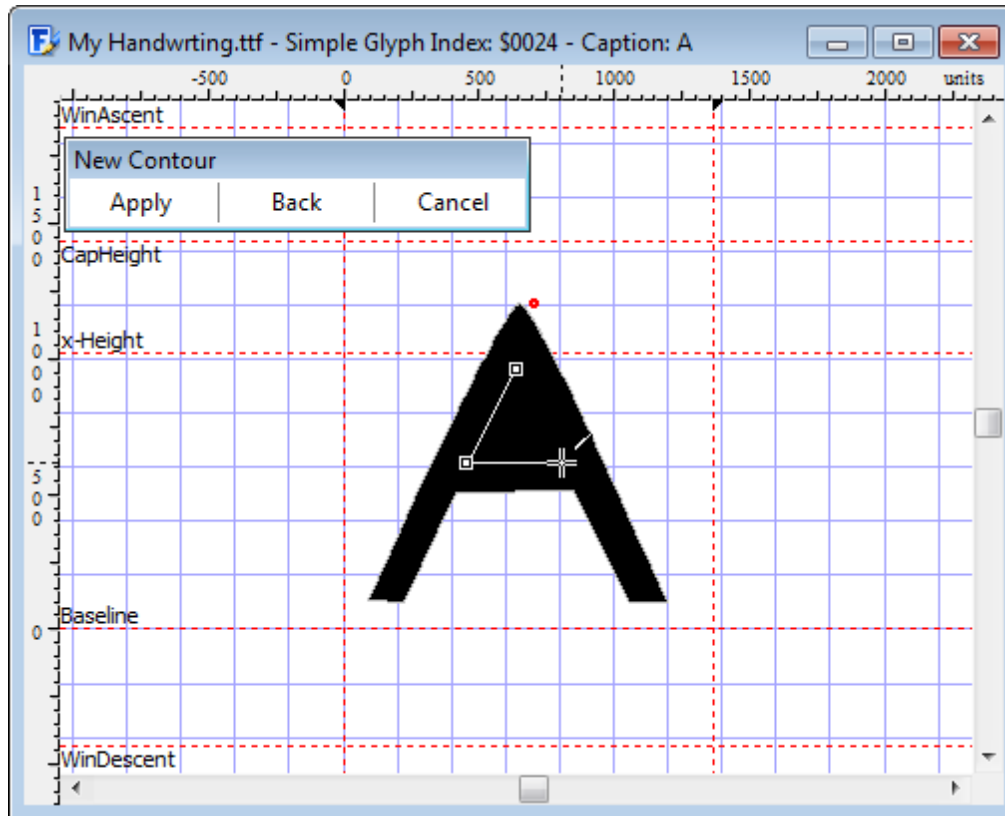 My Handwrting.ttf - Simple Glyph Index: $0024 - Caption: A
-500 0 500 1000 1500 2000 units
WinAscent
New Contour
Apply Back Cancel
1500
CapHeight
1000
x-Height
500
Baseline
0
WinDescent
A